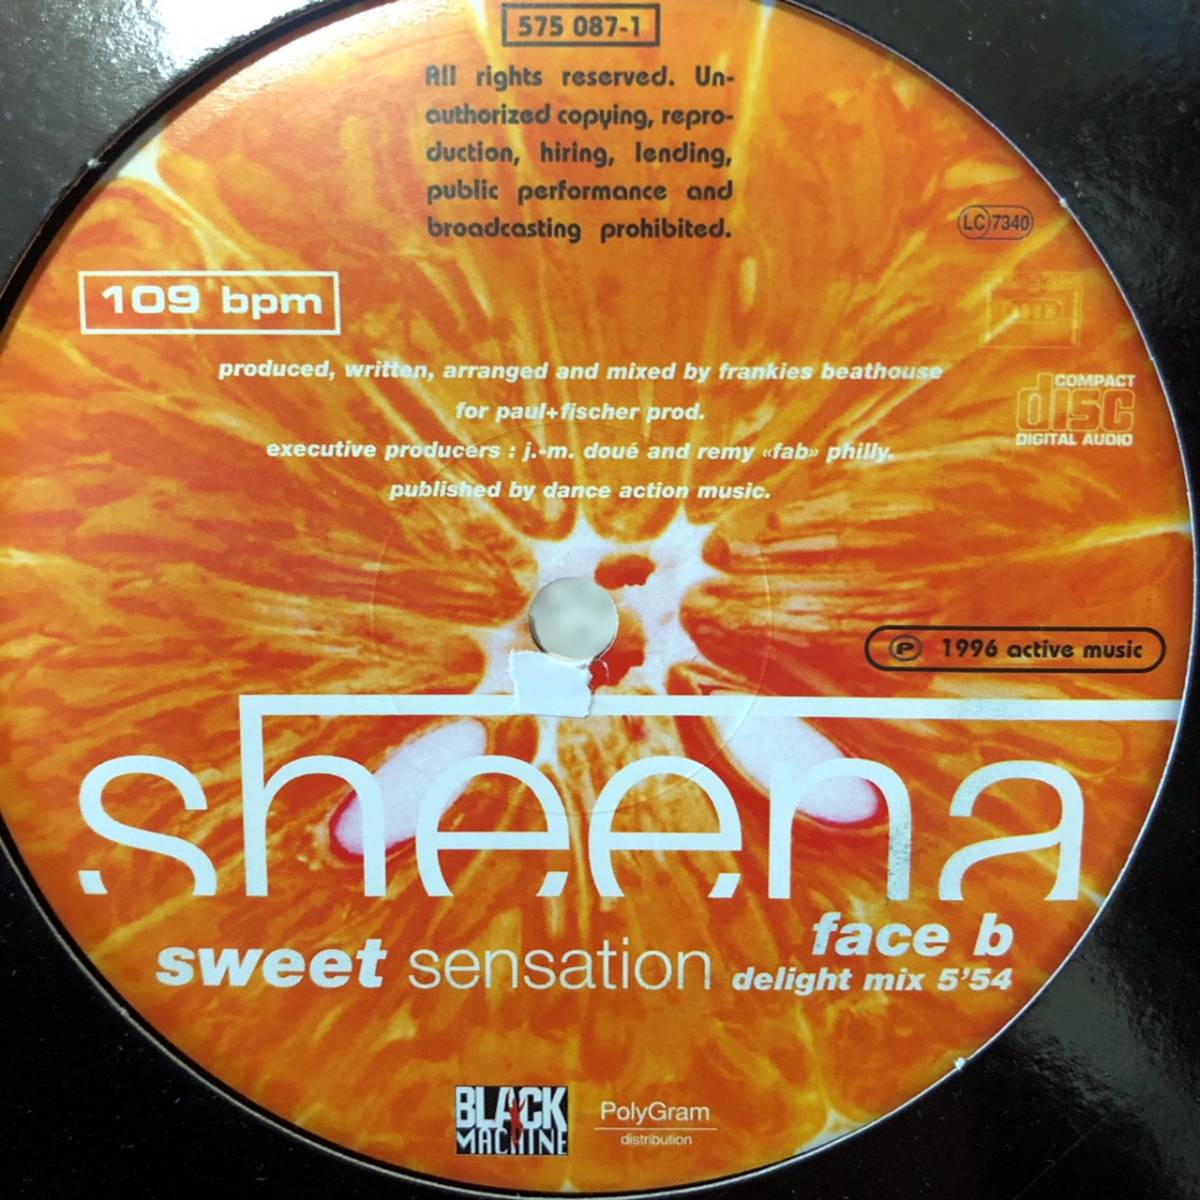 575 087-1
All rights reserved. Un-
authorized copying, repro-
duction, hiring, lending,
public performance and
broadcasting prohibited.
LC 7340
109 bpm
produced, written, arranged and mixed by frankies beathouse
for paul+fischer prod.
executive producers : j.-m. doué and remy «fab» philly.
published by dance action music.
COMPACT
disc
DIGITAL AUDIO
Ⓟ 1996 active music
sheena
face b
sweet sensation delight mix 5'54
BLACK
MACHINE
PolyGram
distribution